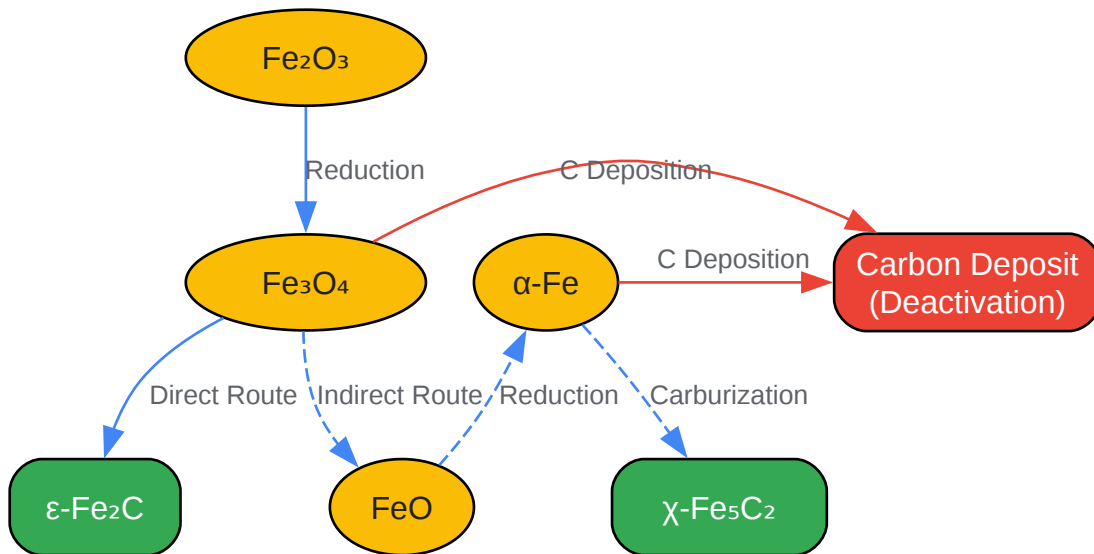 Fe₂O₃
Reduction
C Deposition
Fe₃O₄
α-Fe
C Deposition
Carbon Deposit
(Deactivation)
Direct Route
Indirect Route
Reduction
Carburization
ε-Fe₂C
FeO
χ-Fe₅C₂